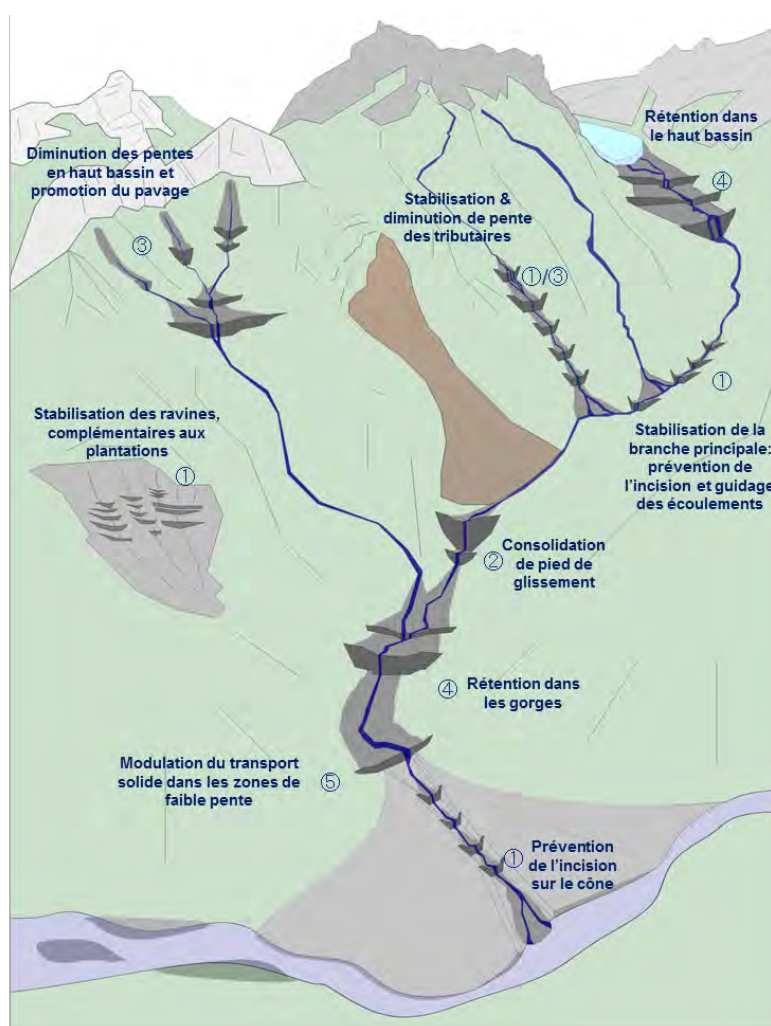 Rétention dans
le haut bassin
④
Diminution des pentes
en haut bassin et
promotion du pavage
③
Stabilisation &
diminution de pente
des tributaires
①/③
①
Stabilisation des ravines,
complémentaires aux
plantations
①
Stabilisation de la
branche principale:
prévention de
l'incision et guidage
des écoulements
②
Consolidation
de pied de
glissement
④
Rétention dans
les gorges
Modulation du transport
solide dans les zones de
faible pente
⑤
①
Prévention
de l'incision
sur le cône